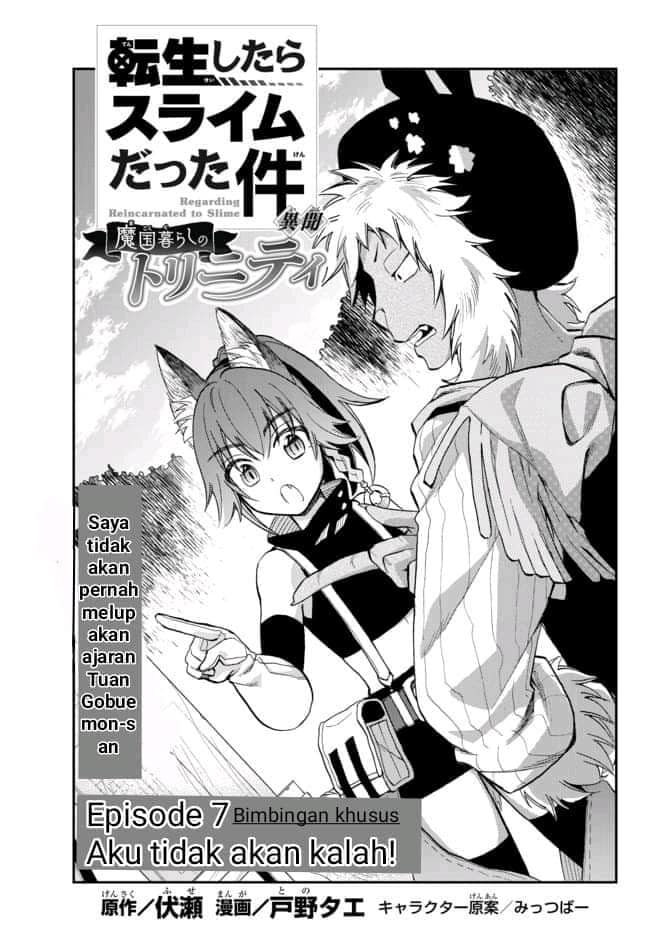 転生したら
スライム
だった件
Regarding
Reincarnated to Slime
異聞
魔国暮らしの
トリニティ
Saya
tidak
akan
pernah
melup
akan
ajaran
Tuan
Gobue
mon-s
an
Episode 7 Bimbingan khusus
Aku tidak akan kalah!
原作／伏瀬 漫画／戸野タエ キャラクター原案／みっつばー